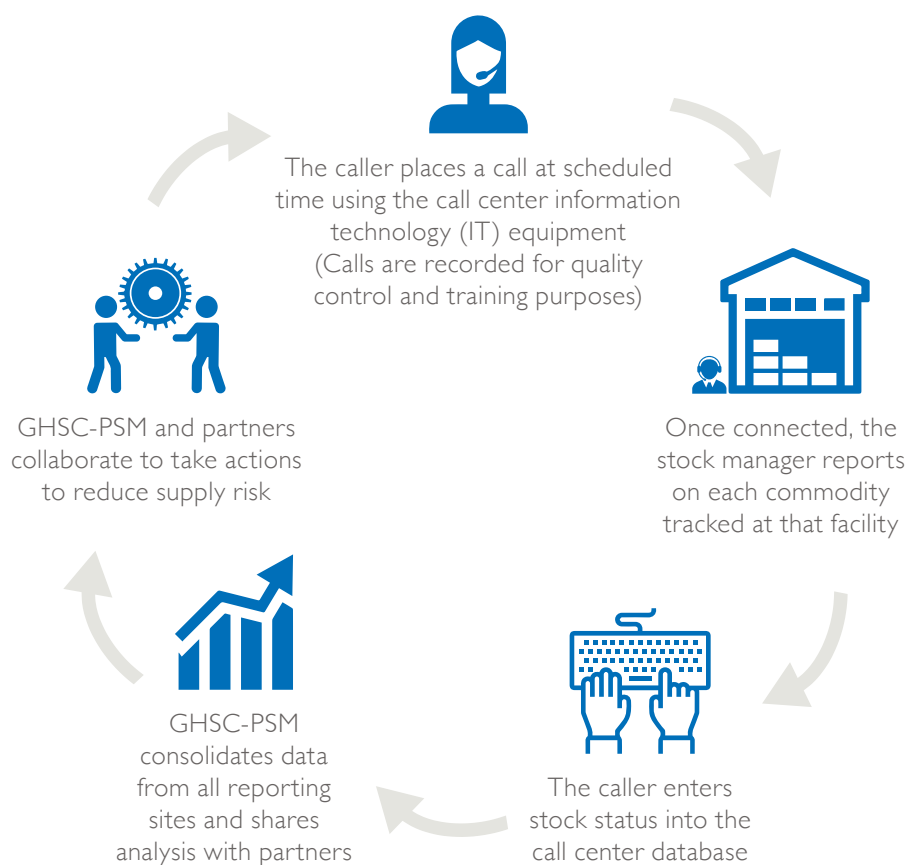 The caller places a call at scheduled
time using the call center information
technology (IT) equipment
(Calls are recorded for quality
control and training purposes)
Once connected, the
stock manager reports
on each commodity
tracked at that facility
The caller enters
stock status into the
call center database
GHSC-PSM
consolidates data
from all reporting
sites and shares
analysis with partners
GHSC-PSM and partners
collaborate to take actions
to reduce supply risk